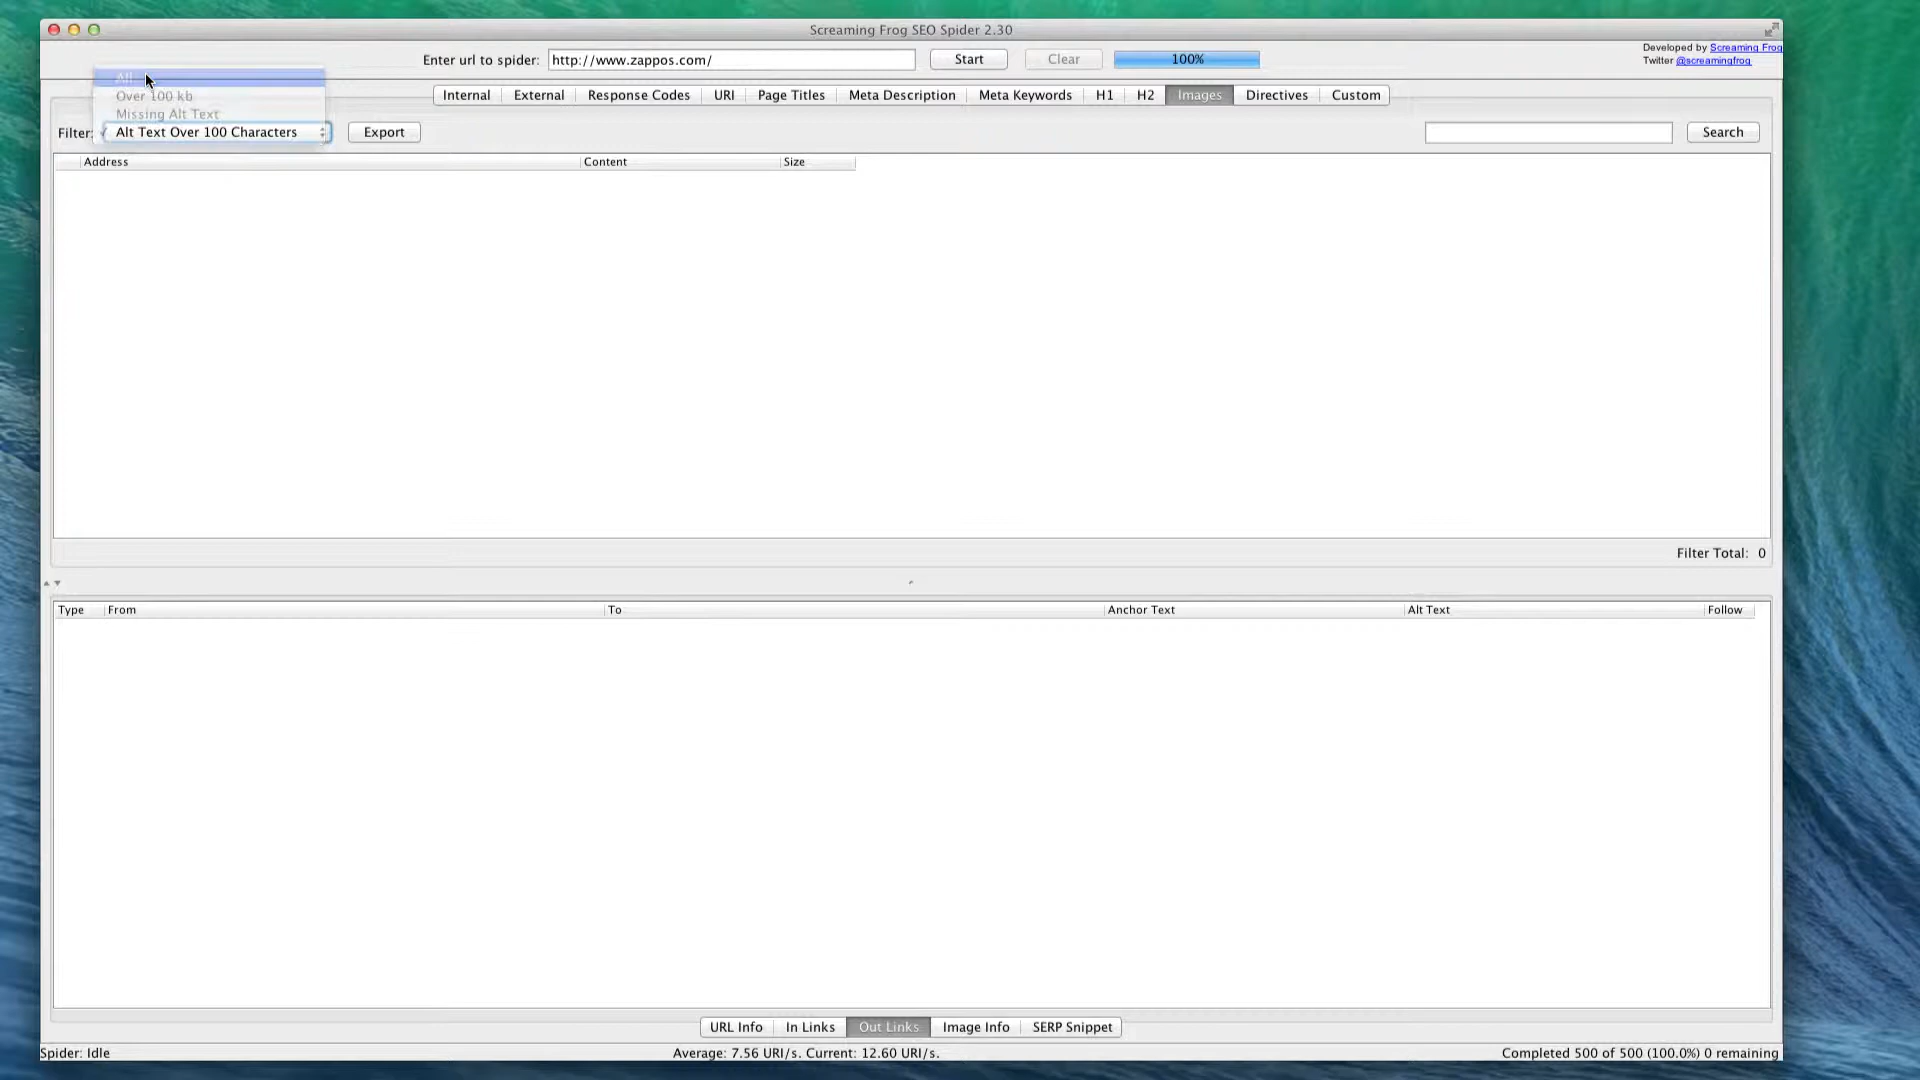 Screaming Frog SEO Spider 2.30
Enter url to spider: http://www.zappos.com/ Start Clear 100%
Developed by Screaming Frog
Twitter @screamingfrog
All
Over 100 kb
Missing Alt Text
Internal External Response Codes URI Page Titles Meta Description Meta Keywords H1 H2 Images Directives Custom
Filter: ✓ Alt Text Over 100 Characters Export Search
Address Content Size
Filter Total: 0
Type From To Anchor Text Alt Text Follow
URL Info In Links Out Links Image Info SERP Snippet
Spider: Idle Average: 7.56 URI/s. Current: 12.60 URI/s. Completed 500 of 500 (100.0%) 0 remaining